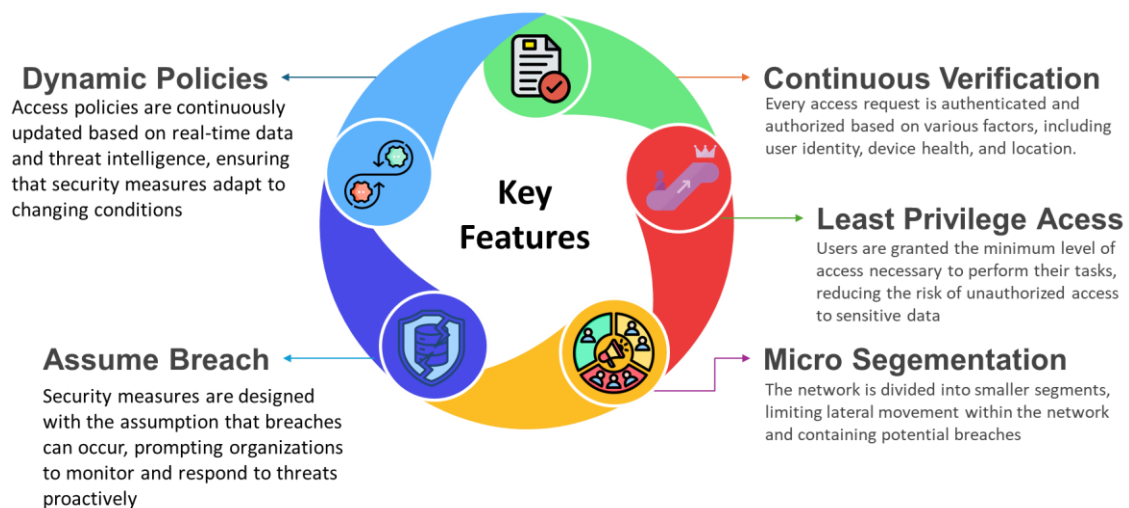 Dynamic Policies
Access policies are continuously
updated based on real-time data
and threat intelligence, ensuring
that security measures adapt to
changing conditions
Continuous Verification
Every access request is authenticated and
authorized based on various factors, including
user identity, device health, and location.
Key
Features
Least Privilege Acess
Users are granted the minimum level of
access necessary to perform their tasks,
reducing the risk of unauthorized access
to sensitive data
Assume Breach
Security measures are designed
with the assumption that breaches
can occur, prompting organizations
to monitor and respond to threats
proactively
Micro Segementation
The network is divided into smaller segments,
limiting lateral movement within the network
and containing potential breaches